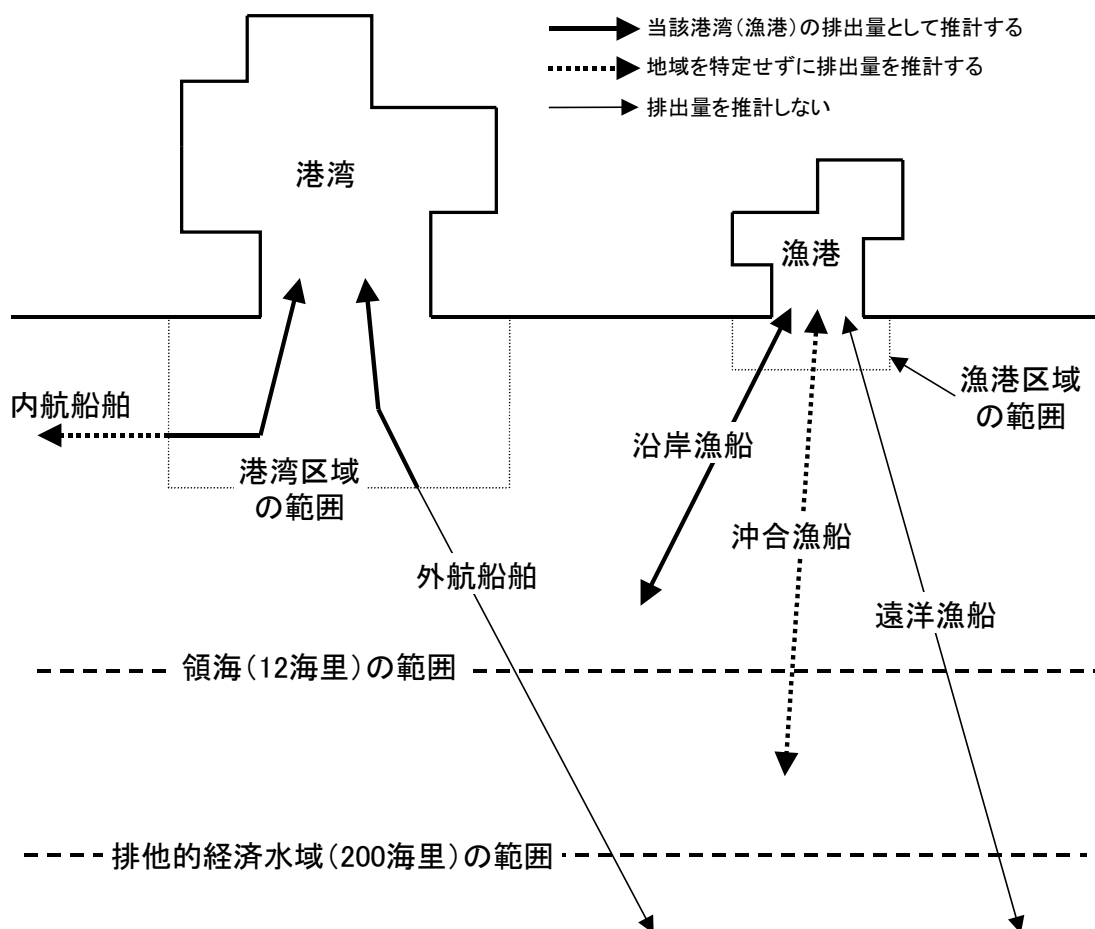 当該港湾(漁港)の排出量として推計する
地域を特定せずに排出量を推計する
排出量を推計しない
港湾
漁港
内航船舶
港湾区域
の範囲
漁港区域
の範囲
沿岸漁船
沖合漁船
外航船舶
遠洋漁船
領海(12海里)の範囲
排他的経済水域(200海里)の範囲